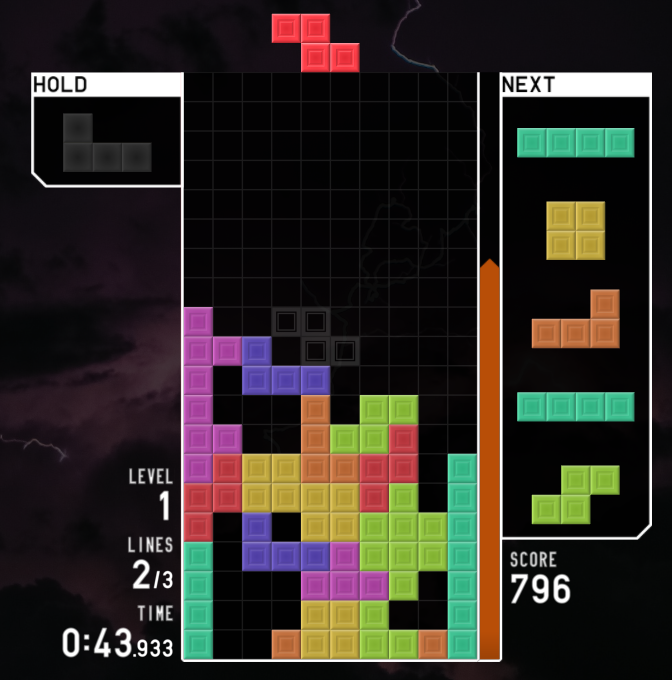 HOLD
NEXT
LEVEL
1
LINES
2/3
TIME
0:43.933
SCORE
796